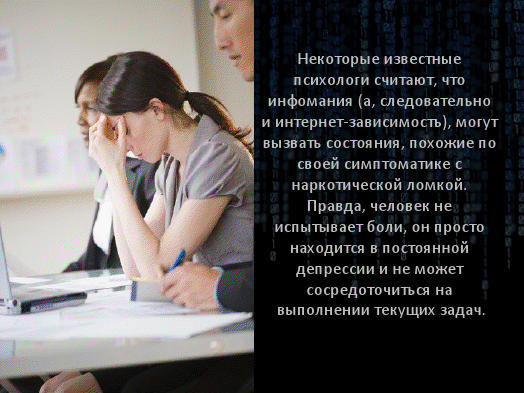 Некоторые известные
психологи считают, что
инфомания (а, следовательно
и интернет-зависимость), могут
вызвать состояния, похожие по
своей симптоматике с
наркотической ломкой.
Правда, человек не
испытывает боли, он просто
находится в постоянной
депрессии и не может
сосредоточиться на
выполнении текущих задач.